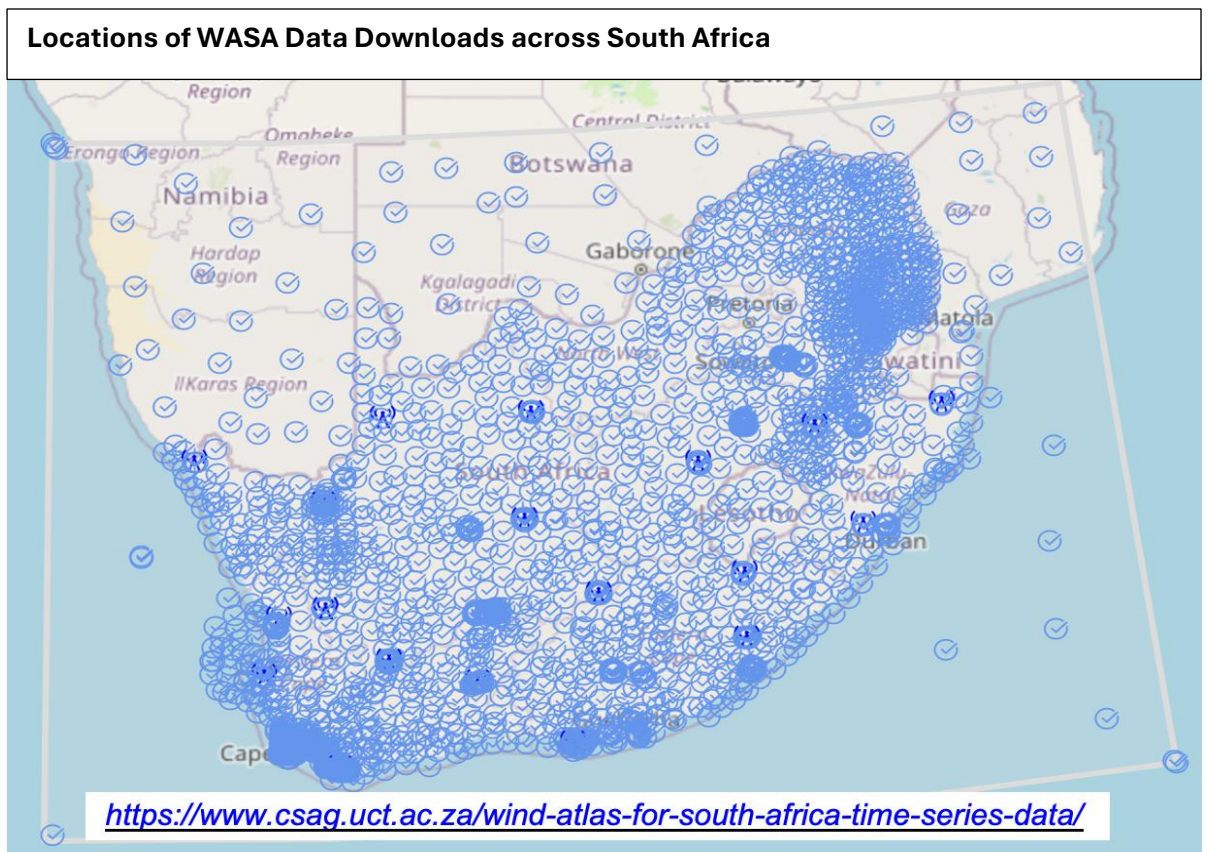 Locations of WASA Data Downloads across South Africa
Region
Central District
Omaheke
Region
Erongo Region
Botswana
Namibia
Gaza
Hardap
Region
Gaborone
Kgalagadi
District
Pretoria
North West
watini
IIKaras Region
South Africa
Lesotho
Durban
Cape
https://www.csag.uct.ac.za/wind-atlas-for-south-africa-time-series-data/